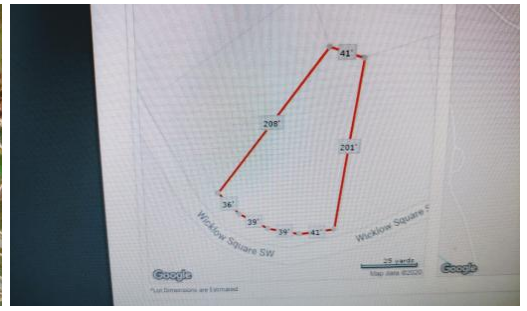 41'
208'
201'
36'
39'
39'
41'
Wicklow Square SW
Wicklow Square S
25 yards
Google
Map data ©2020
Google
*Lot Dimensions are Estimated